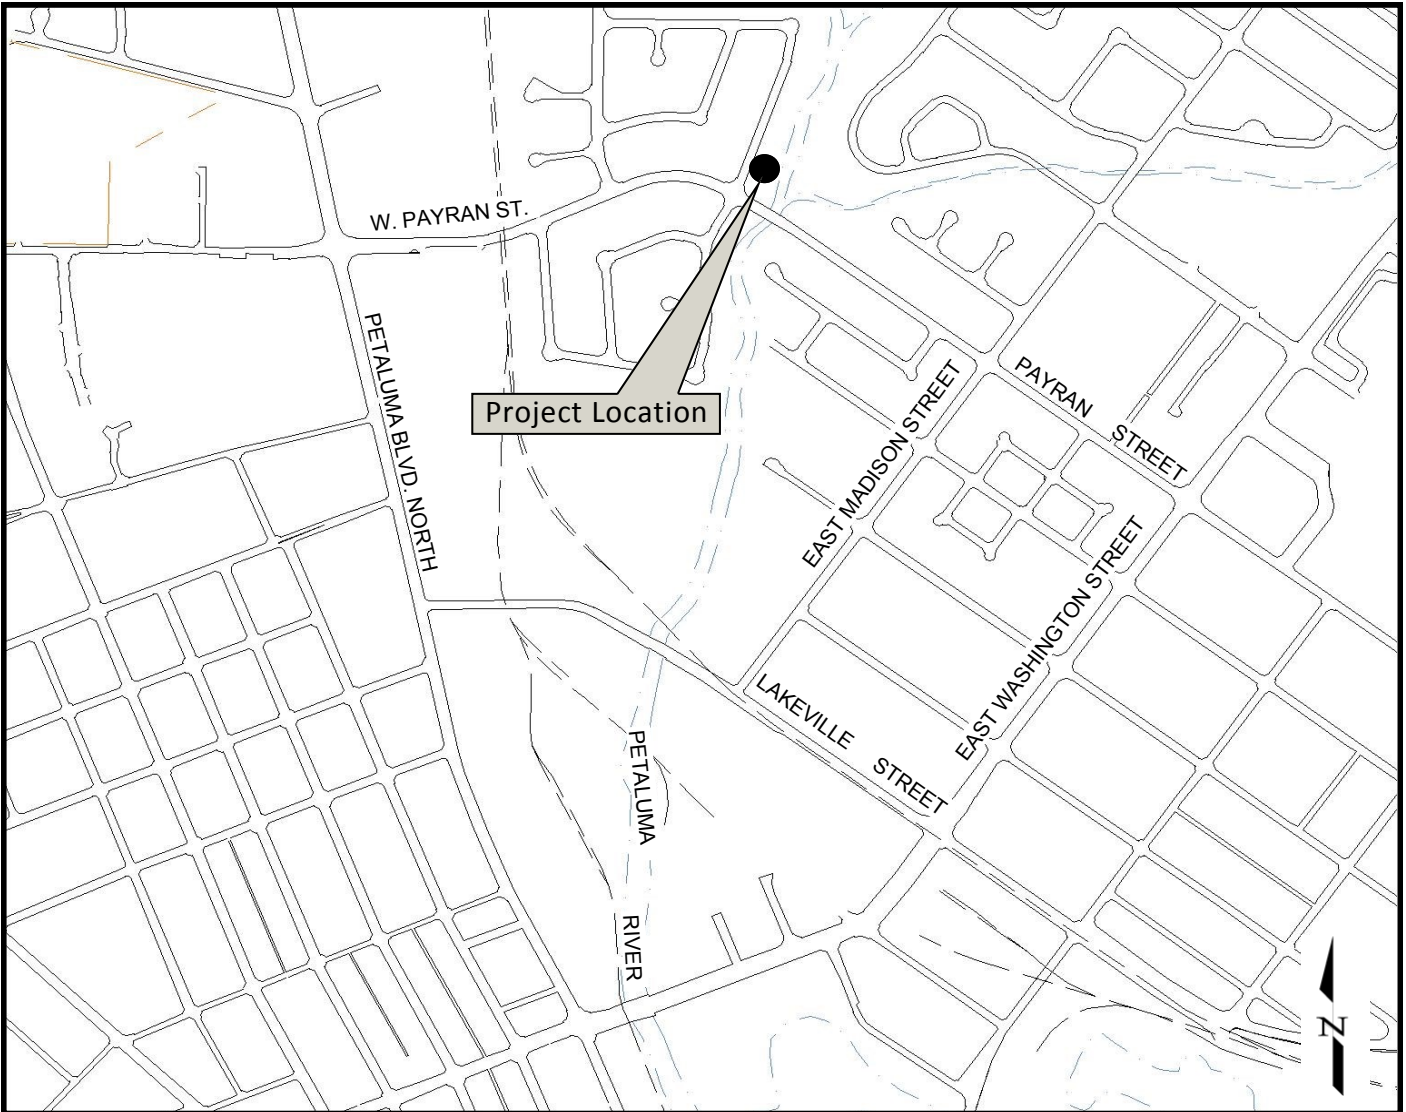 W. PAYRAN ST.
PETALUMA BLVD. NORTH
Project Location
PAYRAN
STREET
EAST MADISON STREET
EAST WASHINGTON STREET
LAKEVILLE
STREET
PETALUMA
RIVER
N